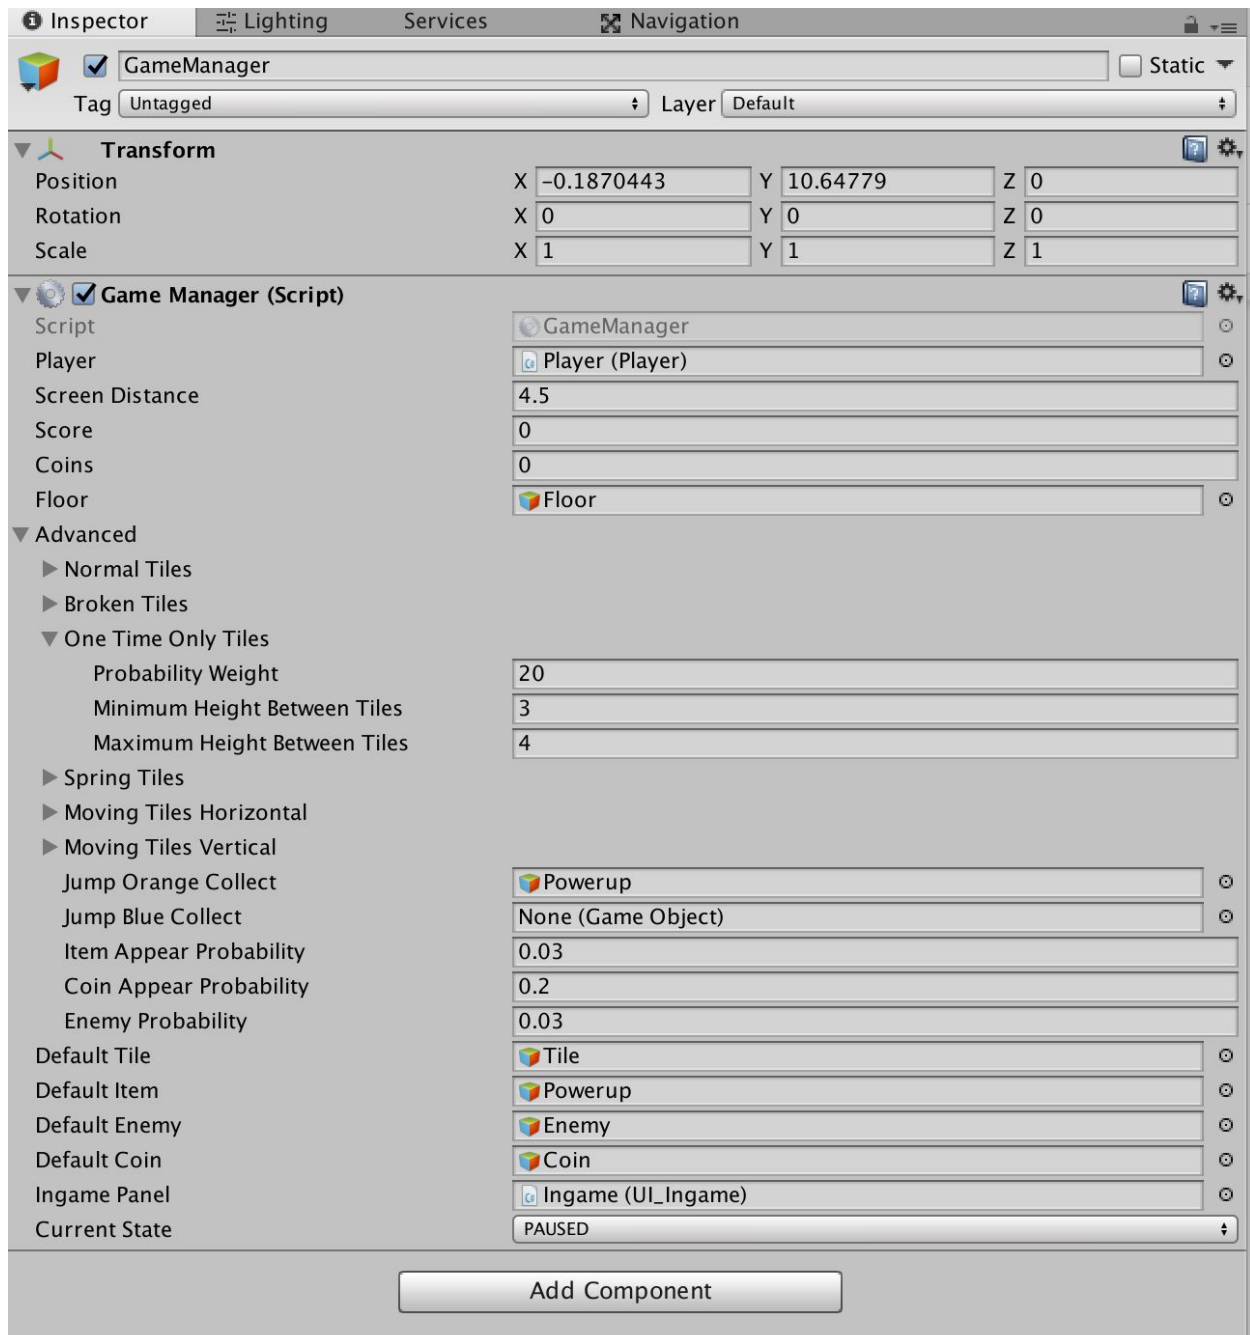 Inspector Lighting Services Navigation
GameManager Static
Tag Untagged Layer Default
Transform
Position X -0.1870443 Y 10.64779 Z 0
Rotation X 0 Y 0 Z 0
Scale X 1 Y 1 Z 1
Game Manager (Script)
Script GameManager
Player Player (Player)
Screen Distance 4.5
Score 0
Coins 0
Floor Floor
Advanced
Normal Tiles
Broken Tiles
One Time Only Tiles
Probability Weight 20
Minimum Height Between Tiles 3
Maximum Height Between Tiles 4
Spring Tiles
Moving Tiles Horizontal
Moving Tiles Vertical
Jump Orange Collect Powerup
Jump Blue Collect None (Game Object)
Item Appear Probability 0.03
Coin Appear Probability 0.2
Enemy Probability 0.03
Default Tile Tile
Default Item Powerup
Default Enemy Enemy
Default Coin Coin
Ingame Panel Ingame (UI_Ingame)
Current State PAUSED
Add Component